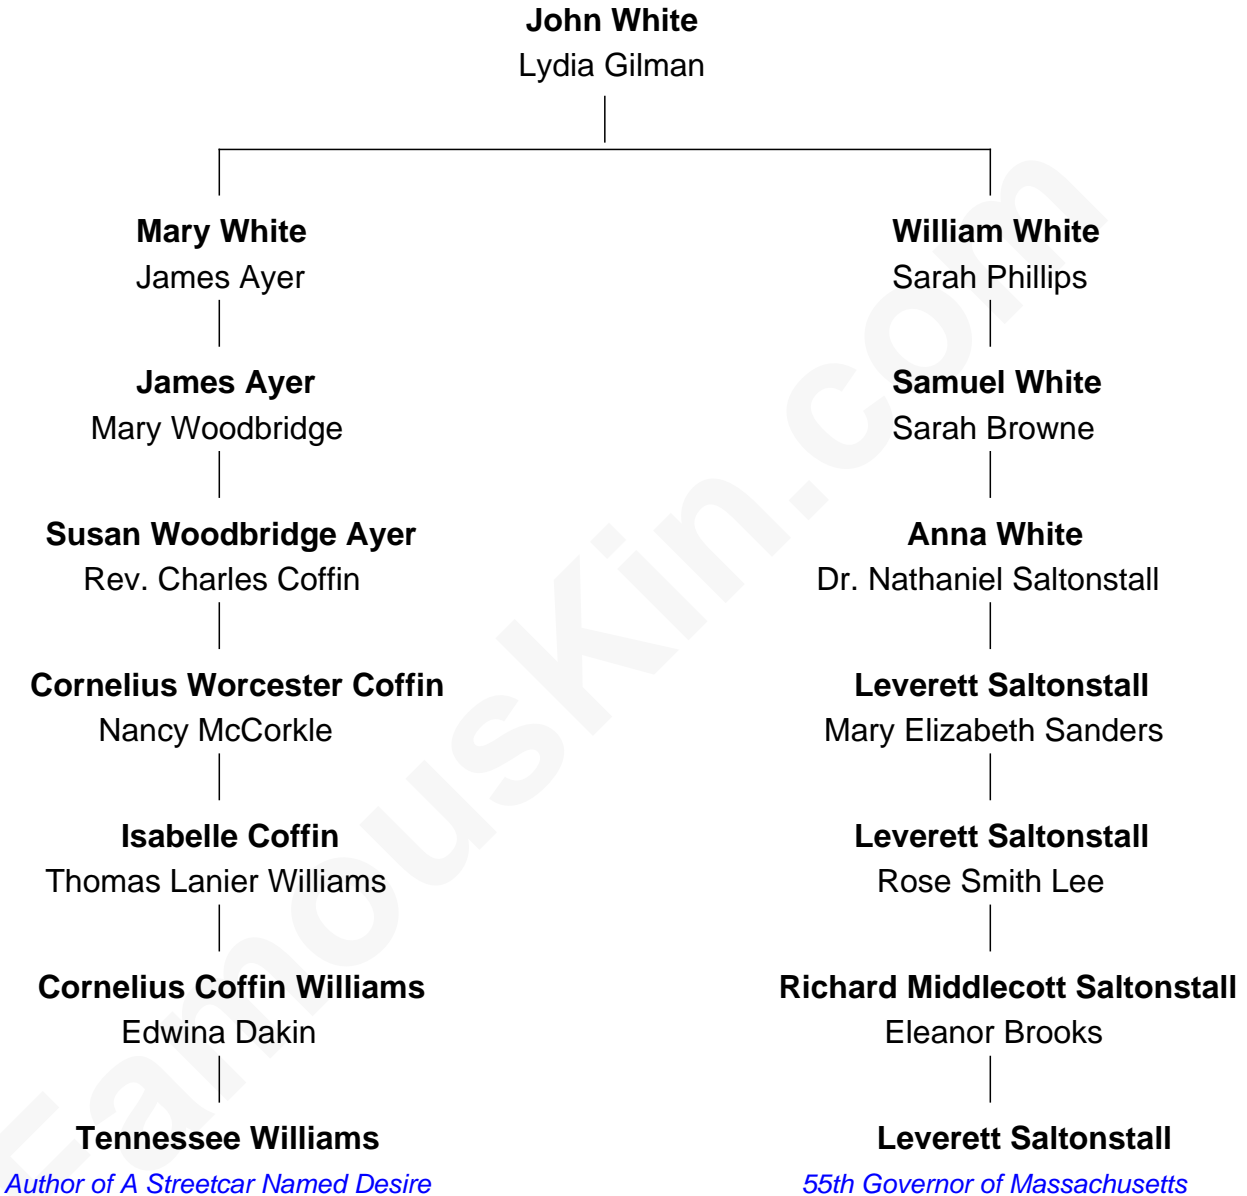 John White
Lydia Gilman
Mary White
James Ayer
William White
Sarah Phillips
James Ayer
Mary Woodbridge
Samuel White
Sarah Browne
Susan Woodbridge Ayer
Rev. Charles Coffin
Anna White
Dr. Nathaniel Saltonstall
Cornelius Worcester Coffin
Nancy McCorkle
Leverett Saltonstall
Mary Elizabeth Sanders
Isabelle Coffin
Thomas Lanier Williams
Leverett Saltonstall
Rose Smith Lee
Cornelius Coffin Williams
Edwina Dakin
Richard Middlecott Saltonstall
Eleanor Brooks
Tennessee Williams
Author of A Streetcar Named Desire
Leverett Saltonstall
55th Governor of Massachusetts
FamousKin.com